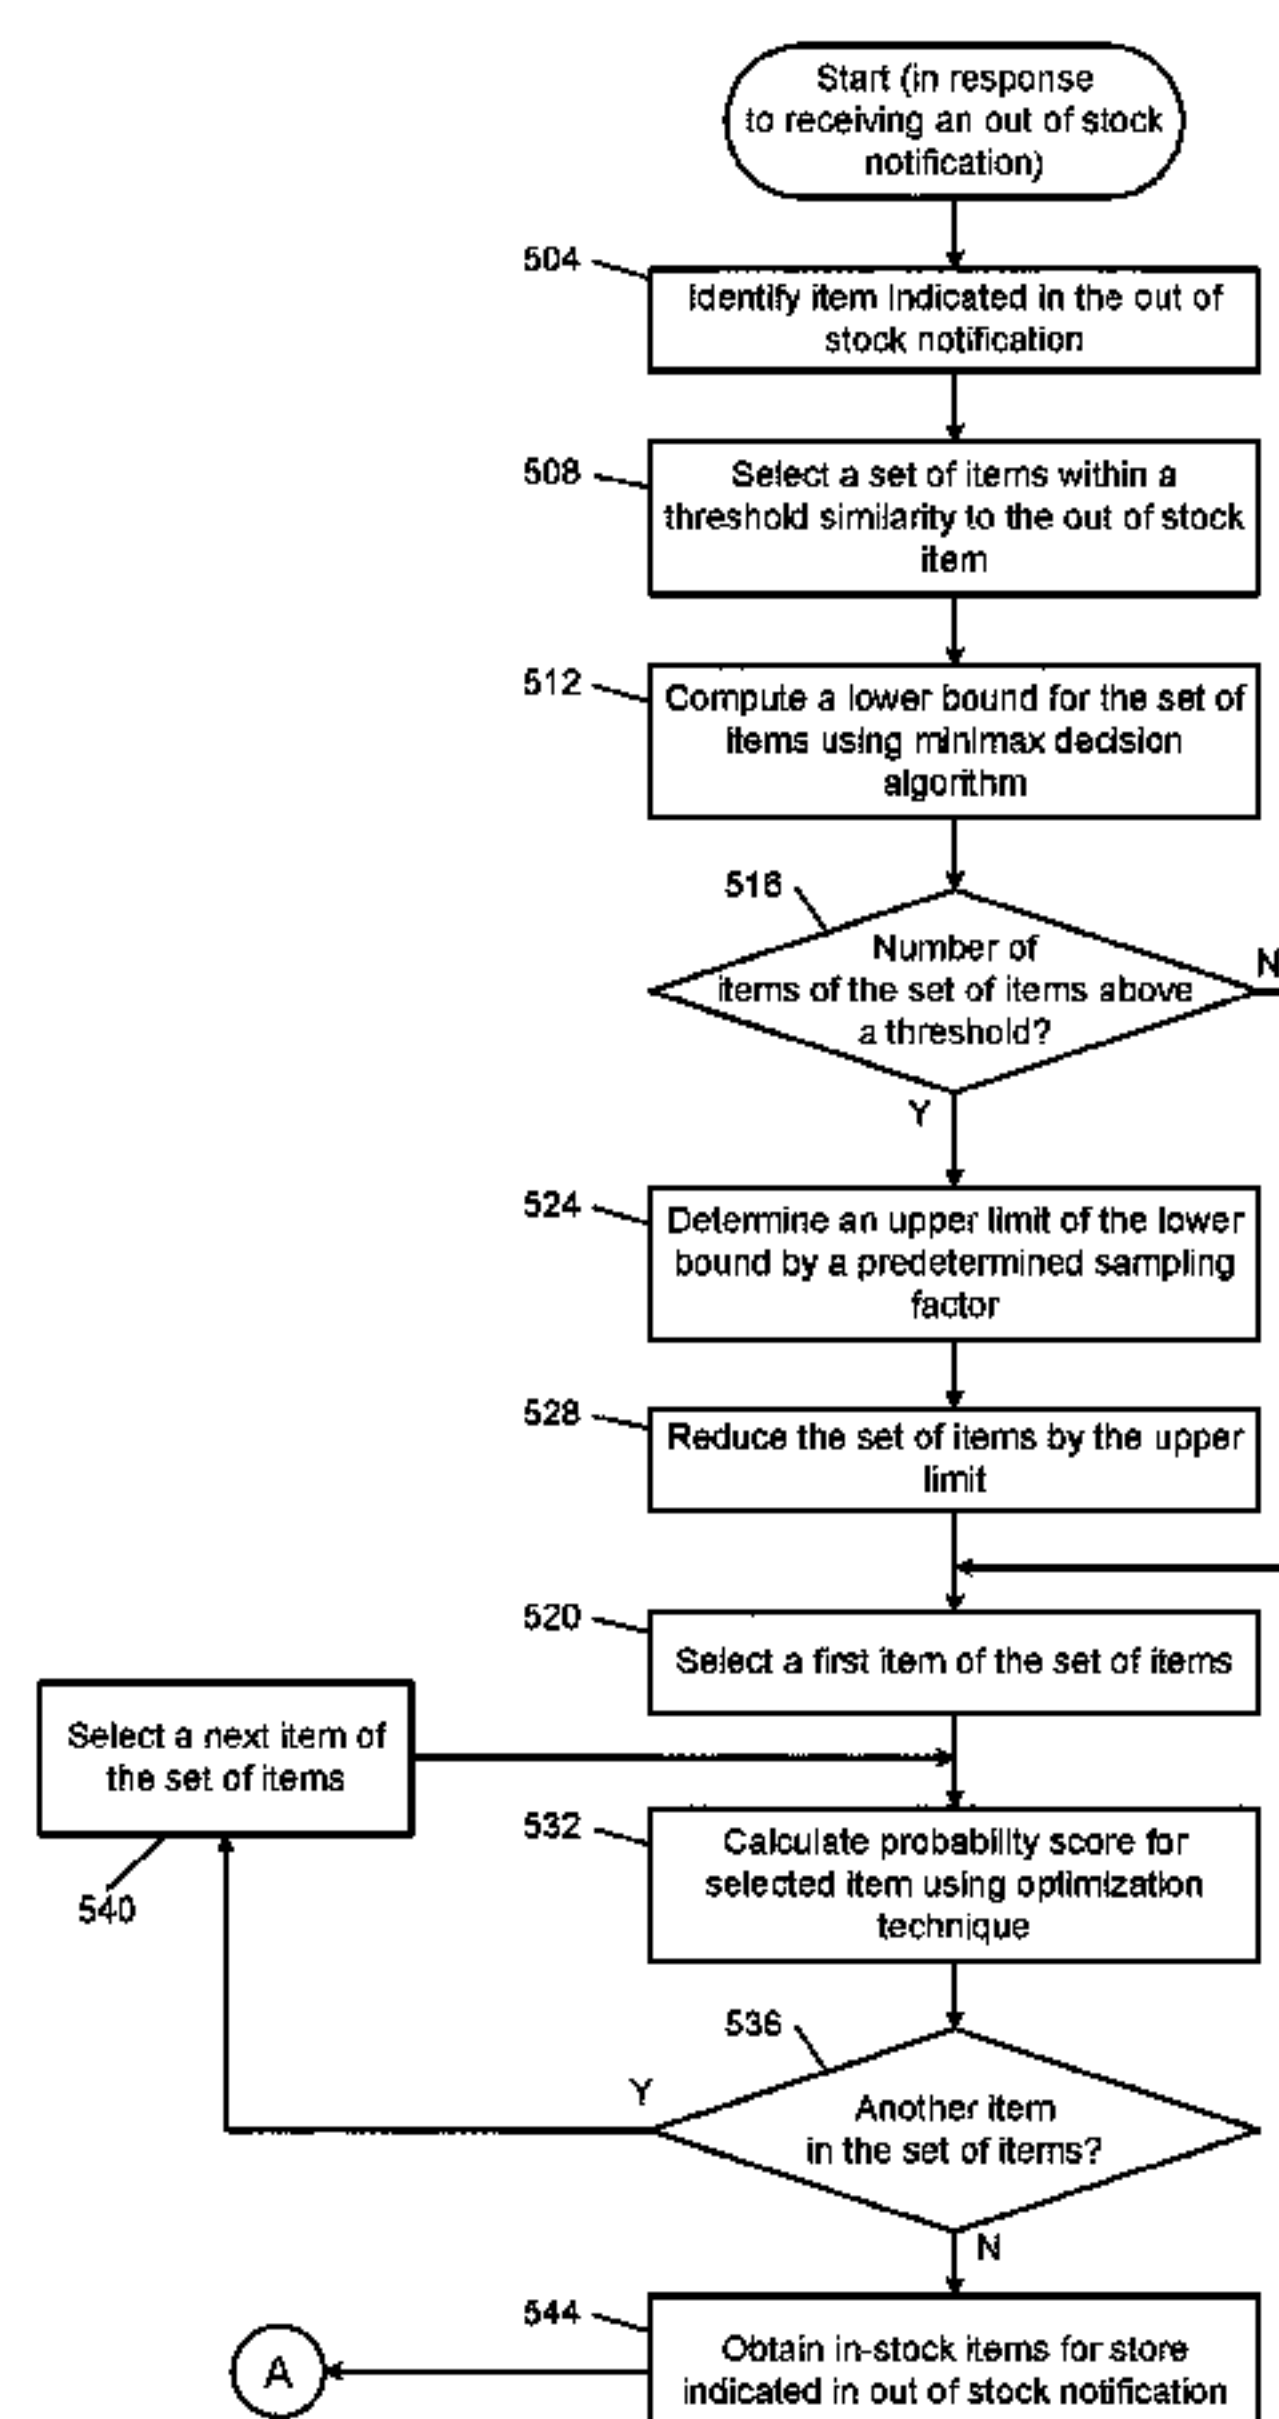 Start (in response
to receiving an out of stock
notification)
504
Identify item indicated in the out of
stock notification
508
Select a set of items within a
threshold similarity to the out of stock
item
512
Compute a lower bound for the set of
items using minimax decision
algorithm
516
Number of
items of the set of items above
a threshold?
N
Y
524
Determine an upper limit of the lower
bound by a predetermined sampling
factor
528
Reduce the set of items by the upper
limit
520
Select a first item of the set of items
Select a next item of
the set of items
540
532
Calculate probability score for
selected item using optimization
technique
536
Y
Another item
in the set of items?
N
544
Obtain in-stock items for store
indicated in out of stock notification
A